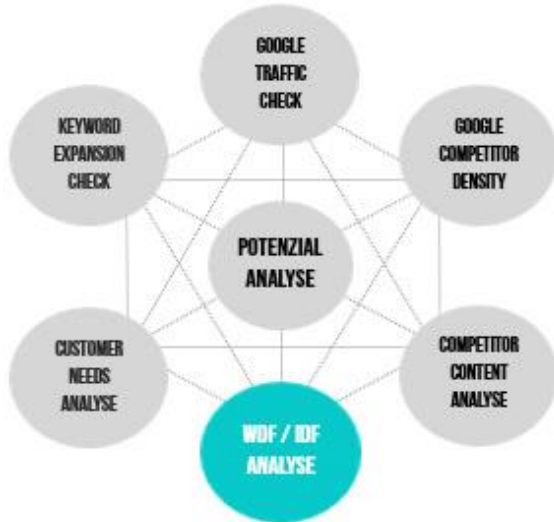 GOOGLE
TRAFFIC
CHECK
KEYWORD
EXPANSION
CHECK
GOOGLE
COMPETITOR
DENSITY
POTENZIAL
ANALYSE
CUSTOMER
NEEDS
ANALYSE
COMPETITOR
CONTENT
ANALYSE
WDF / IDF
ANALYSE